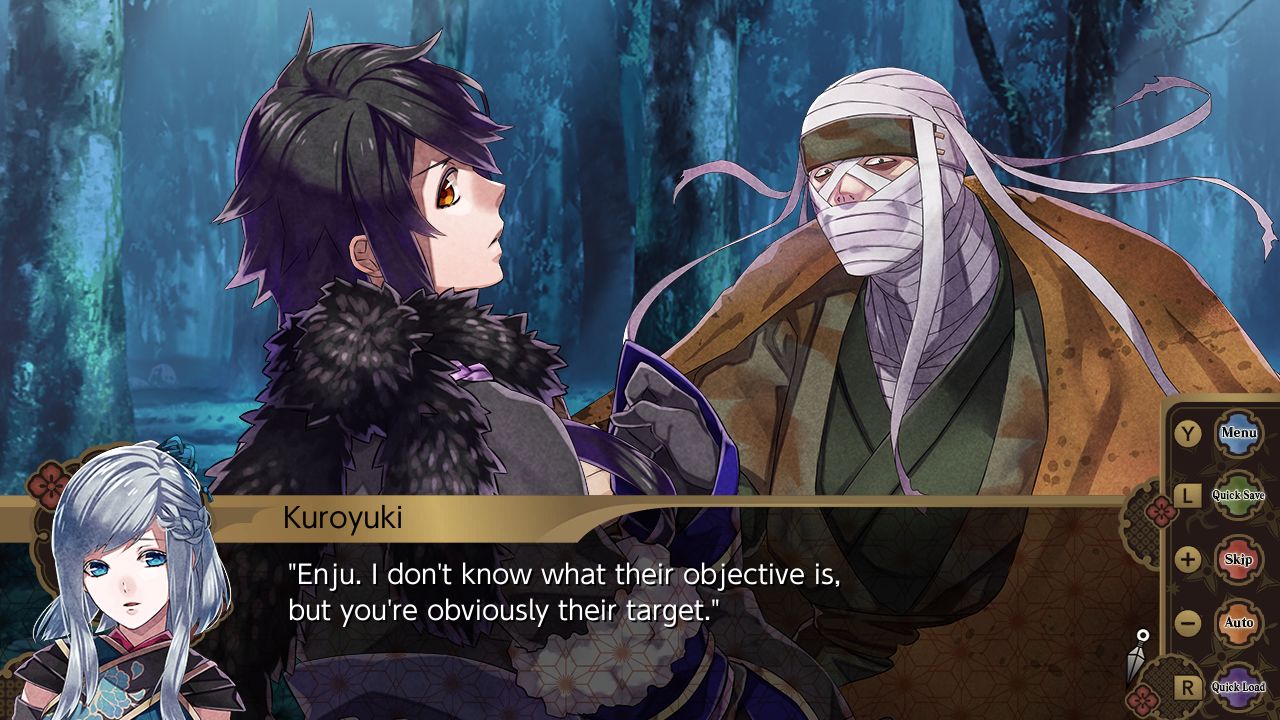 Kuroyuki
"Enju. I don't know what their objective is,
but you're obviously their target."
Y Menu
L Quick Save
+ Skip
- Auto
R Quick Load